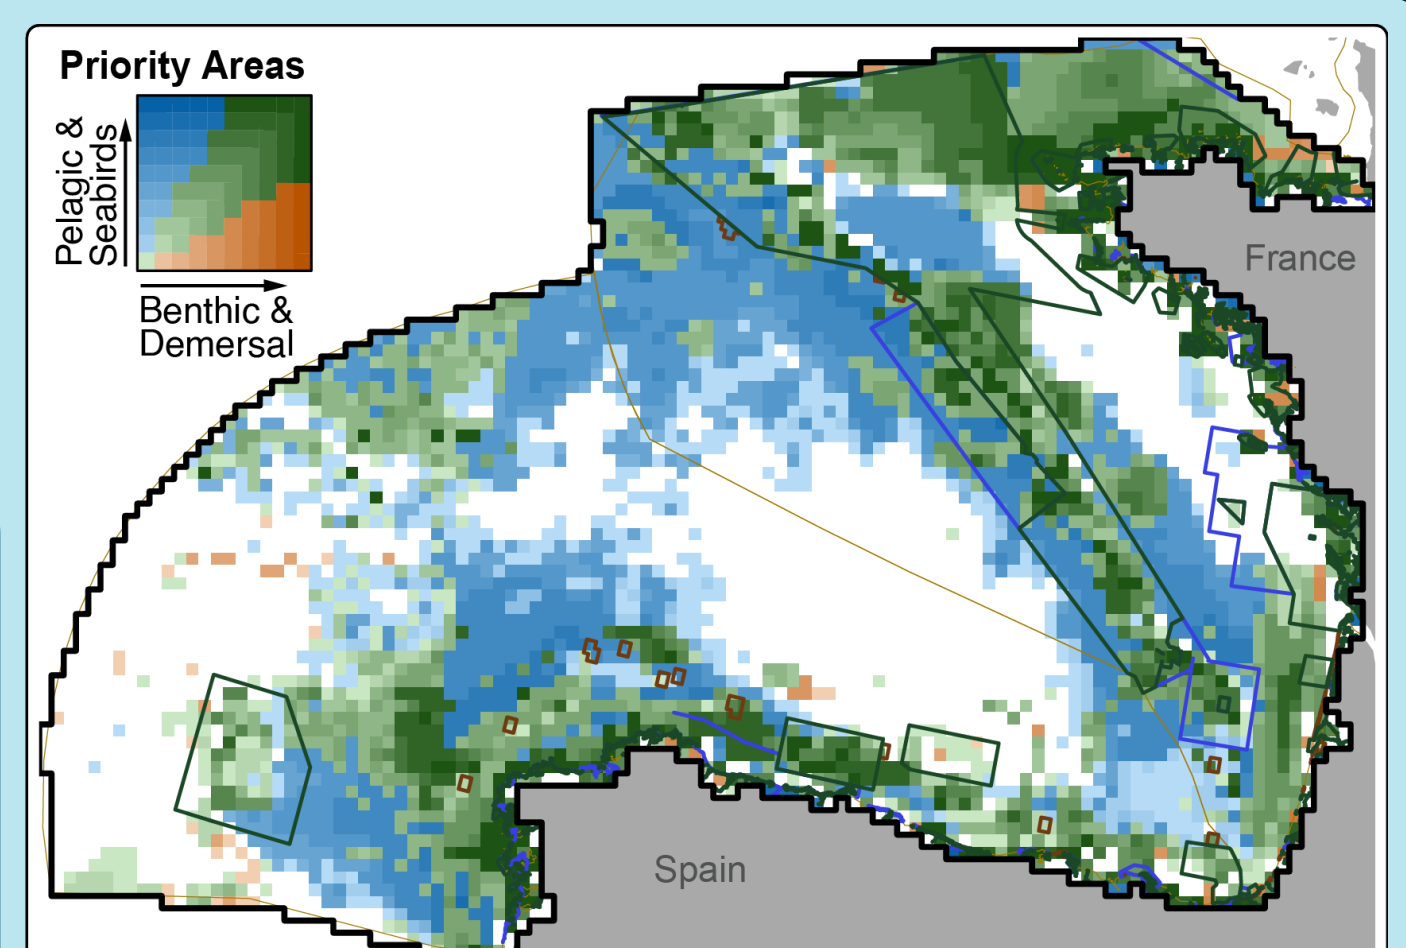 Priority Areas
Pelagic &
Seabirds
Benthic &
Demersal
France
Spain